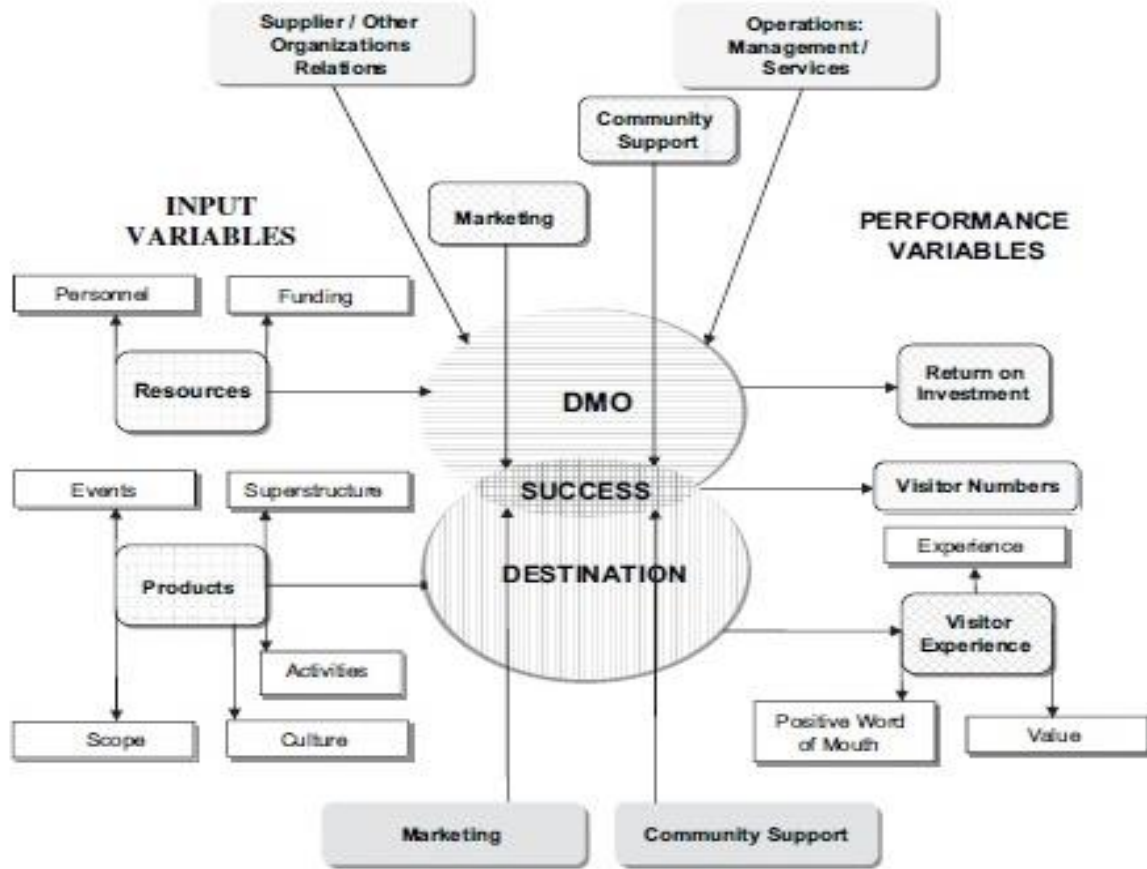 Supplier / Other
Organizations
Relations
Operations:
Management /
Services
Community
Support
Marketing
INPUT
VARIABLES
PERFORMANCE
VARIABLES
Personnel
Funding
Resources
DMO
Return on
Investment
Events
Superstructure
SUCCESS
Visitor Numbers
Experience
Products
DESTINATION
Visitor
Experience
Activities
Scope
Culture
Positive Word
of Mouth
Value
Marketing
Community Support